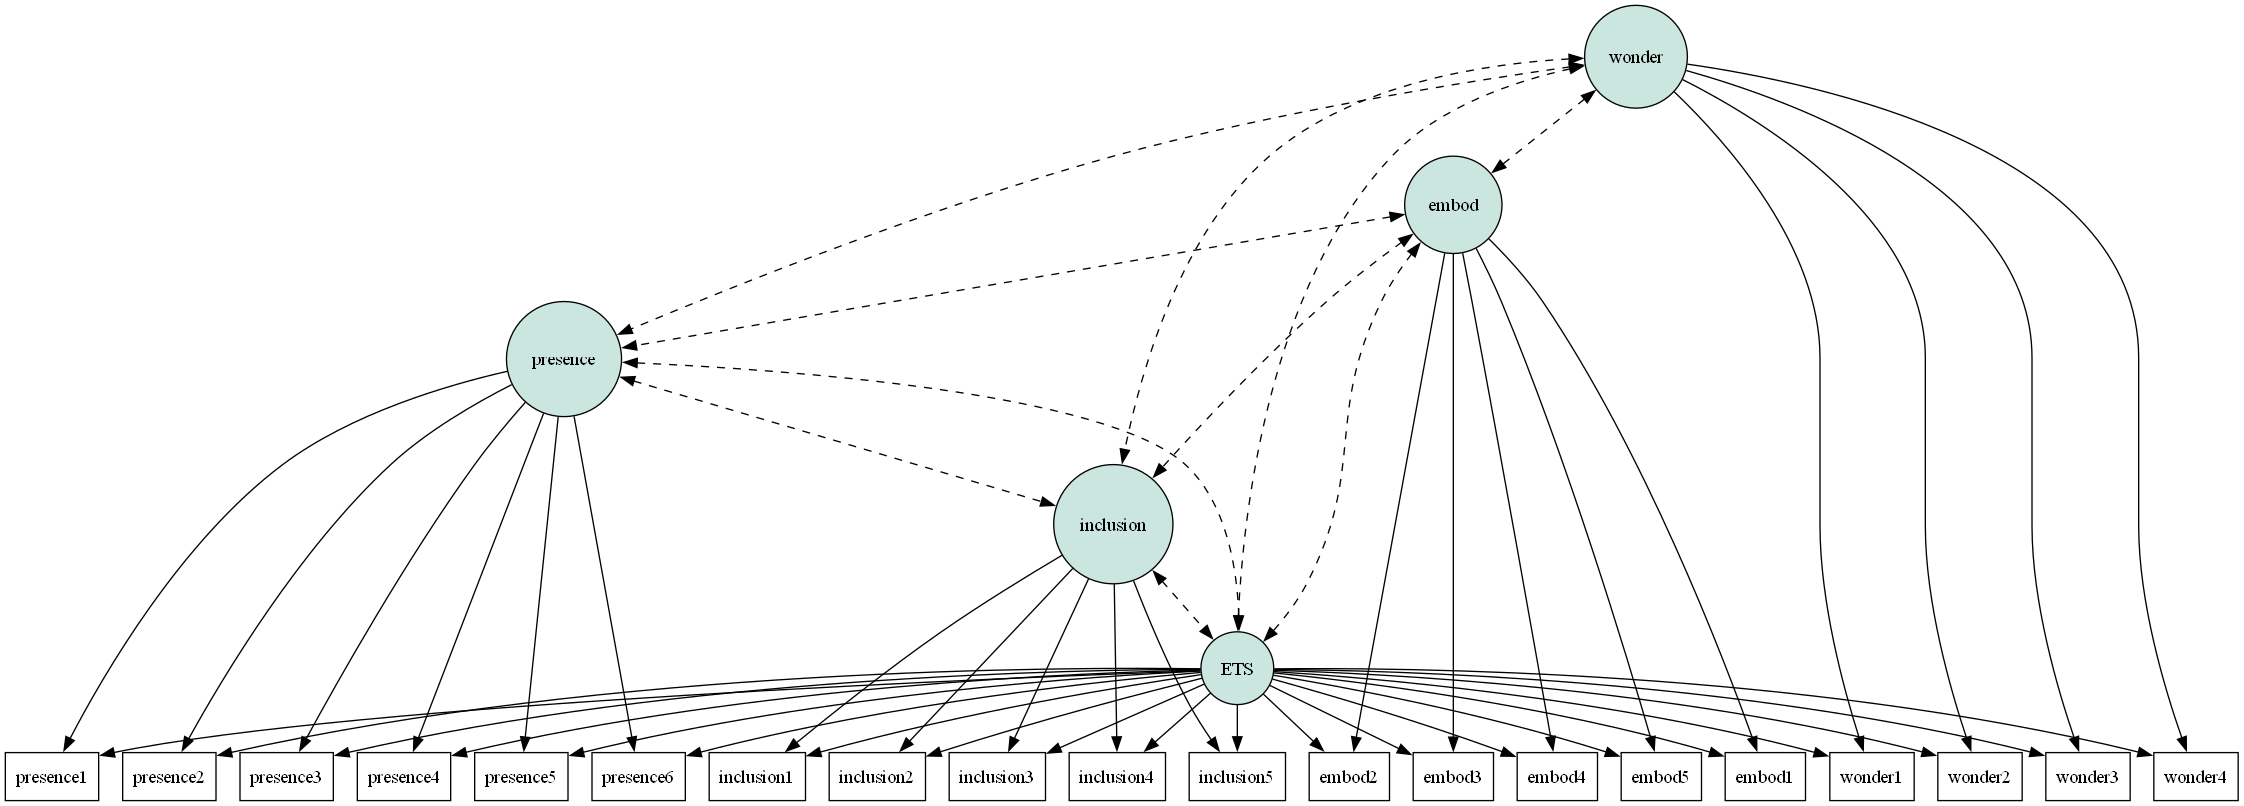 wonder
embod
presence
inclusion
ETS
presence1 presence2 presence3 presence4 presence5 presence6 inclusion1 inclusion2 inclusion3 inclusion4 inclusion5 embod2 embod3 embod4 embod5 embod1 wonder1 wonder2 wonder3 wonder4